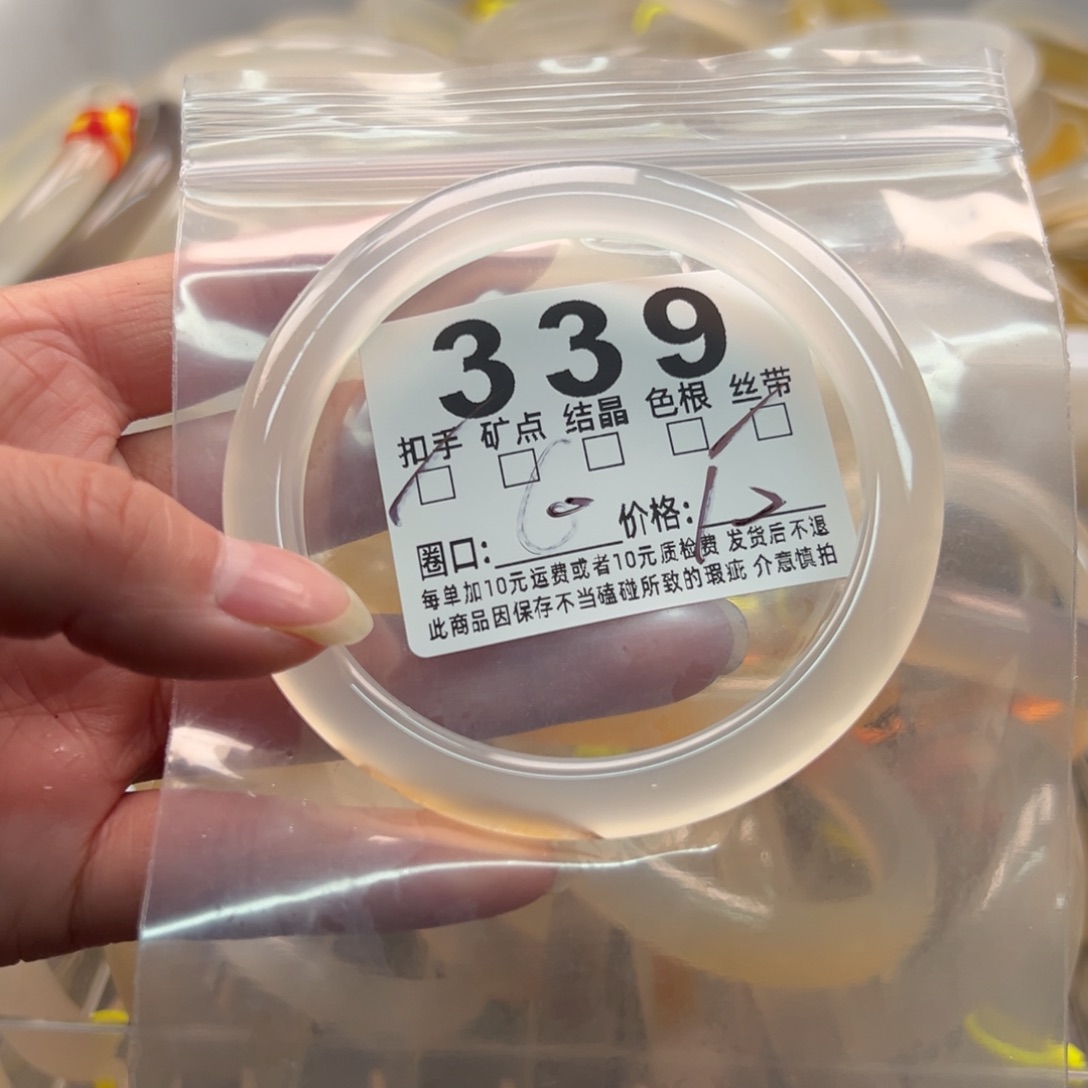 339
扣手 矿点 结晶 色根 丝带
圈口: 价格:
每单加10元运费或者10元质检费 发货后不退
此商品因保存不当磕碰所致的瑕疵 介意慎拍